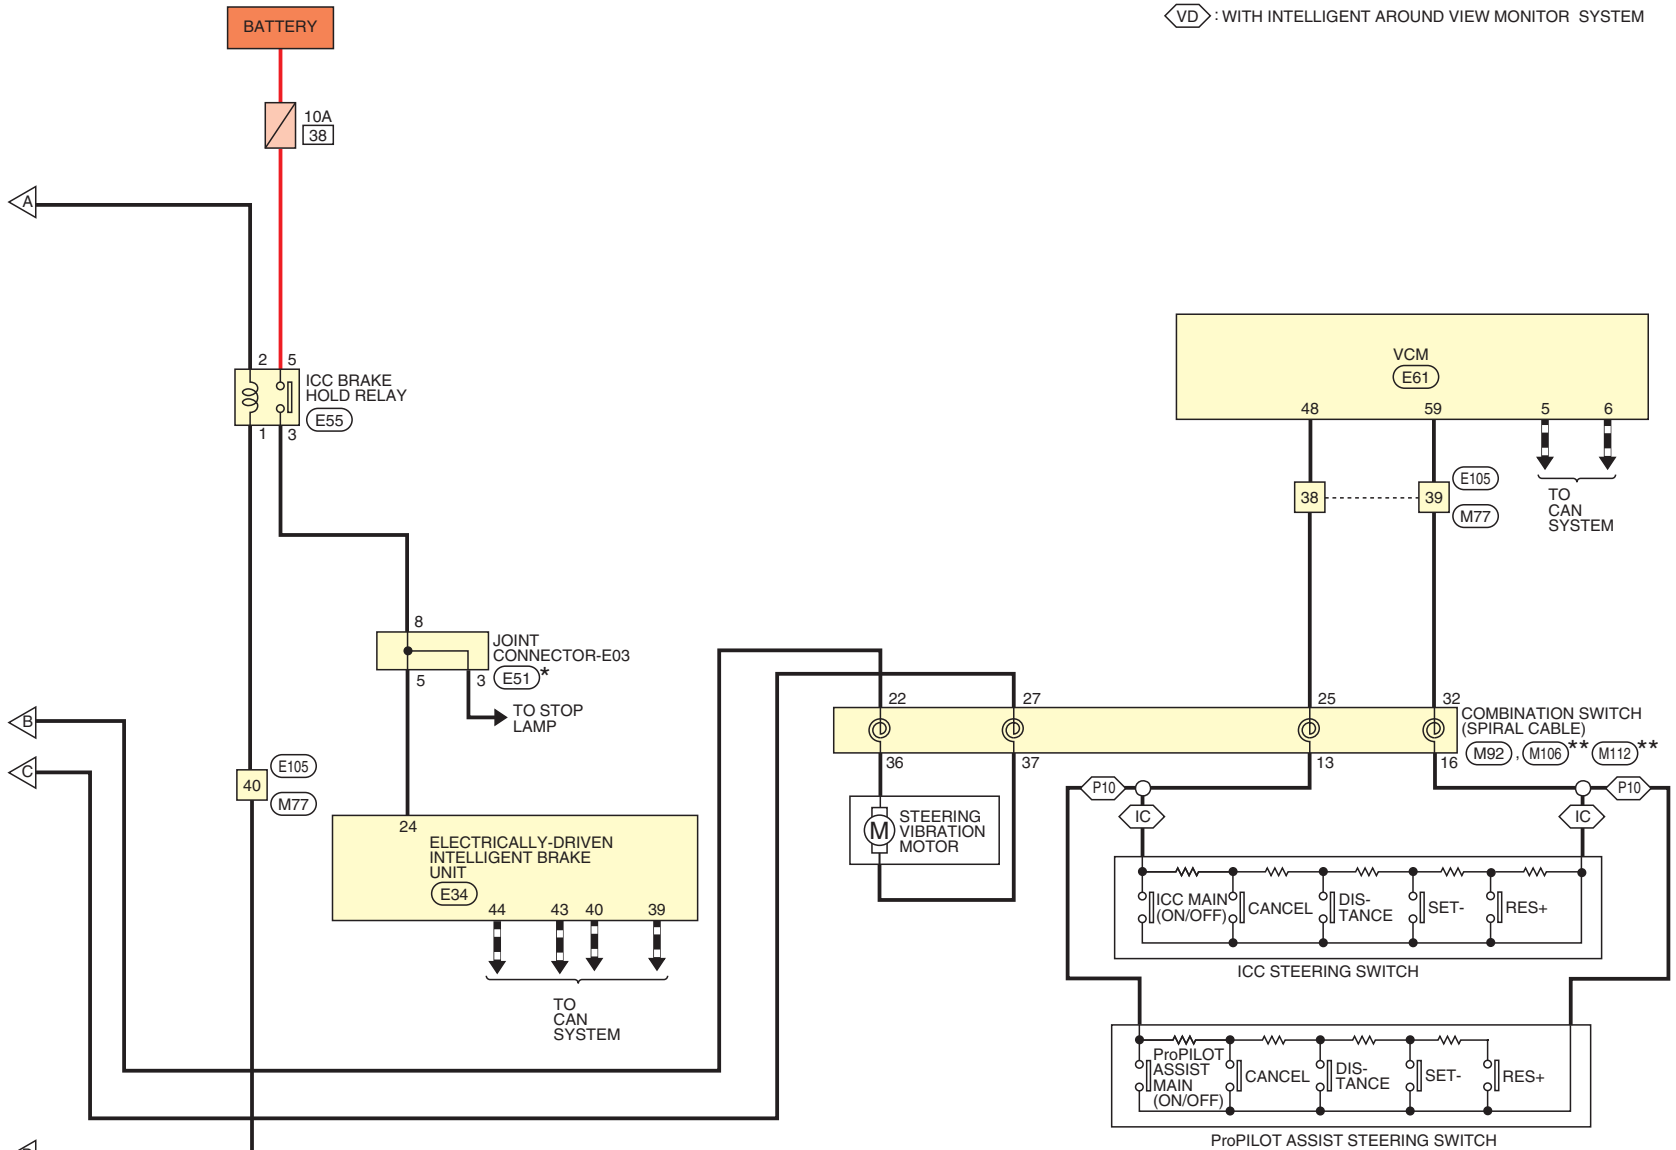 BATTERY
VD : WITH INTELLIGENT AROUND VIEW MONITOR SYSTEM
10A
38
A
2 5
ICC BRAKE
HOLD RELAY
E55
1 3
VCM
E61
48 59 5 6
38 39
E105
M77
TO
CAN
SYSTEM
8
JOINT
CONNECTOR-E03
E51 *
5 3
TO STOP
LAMP
B
C
E105
40
M77
22 27 25 32
COMBINATION SWITCH
(SPIRAL CABLE)
M92 , M106 ** M112 **
36 37 13 16
P10 P10
IC IC
M
STEERING
VIBRATION
MOTOR
24
ELECTRICALLY-DRIVEN
INTELLIGENT BRAKE
UNIT
E34
44 43 40 39
TO
CAN
SYSTEM
ICC MAIN
(ON/OFF)
CANCEL
DIS-
TANCE
SET-
RES+
ICC STEERING SWITCH
ProPILOT
ASSIST
MAIN
(ON/OFF)
CANCEL
DIS-
TANCE
SET-
RES+
ProPILOT ASSIST STEERING SWITCH